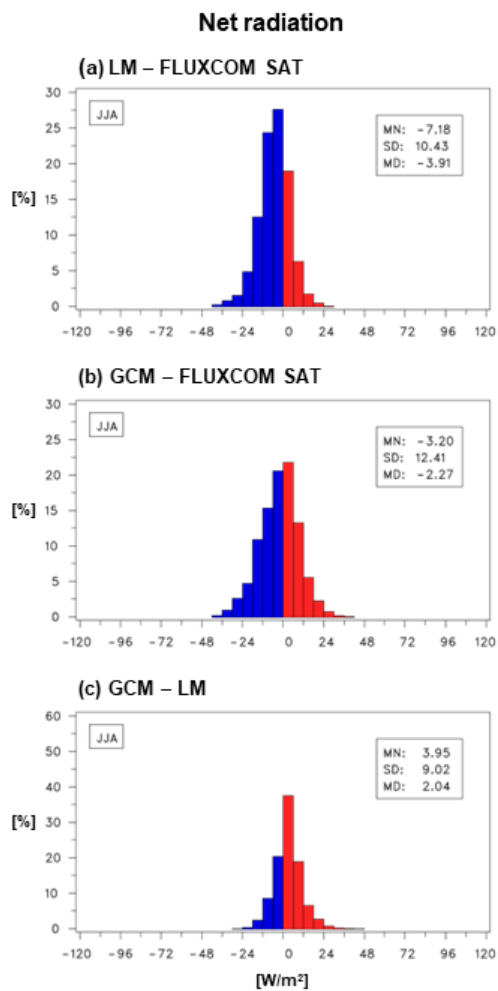 Net radiation
(a) LM – FLUXCOM SAT
30
25
20
15
10
5
0
[%]
JJA
MN: −7.18
SD: 10.43
MD: −3.91
−120 −96 −72 −48 −24 0 24 48 72 96 120
(b) GCM – FLUXCOM SAT
30
25
20
15
10
5
0
[%]
JJA
MN: −3.20
SD: 12.41
MD: −2.27
−120 −96 −72 −48 −24 0 24 48 72 96 120
(c) GCM – LM
60
50
40
30
20
10
0
[%]
JJA
MN: 3.95
SD: 9.02
MD: 2.04
−120 −96 −72 −48 −24 0 24 48 72 96 120
[W/m²]